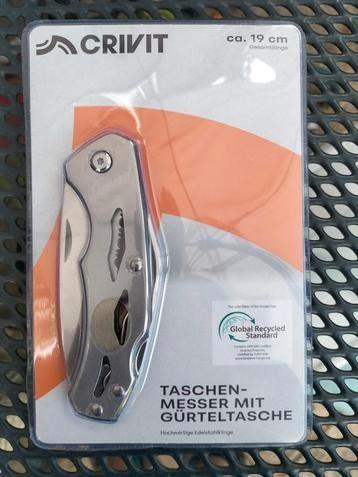 CRIVIT
ca. 19 cm
Gesamtlänge
Global Recycled
Standard
TASCHEN-
MESSER MIT
GÜRTELTASCHE
Hochwertige Edelstahlklinge